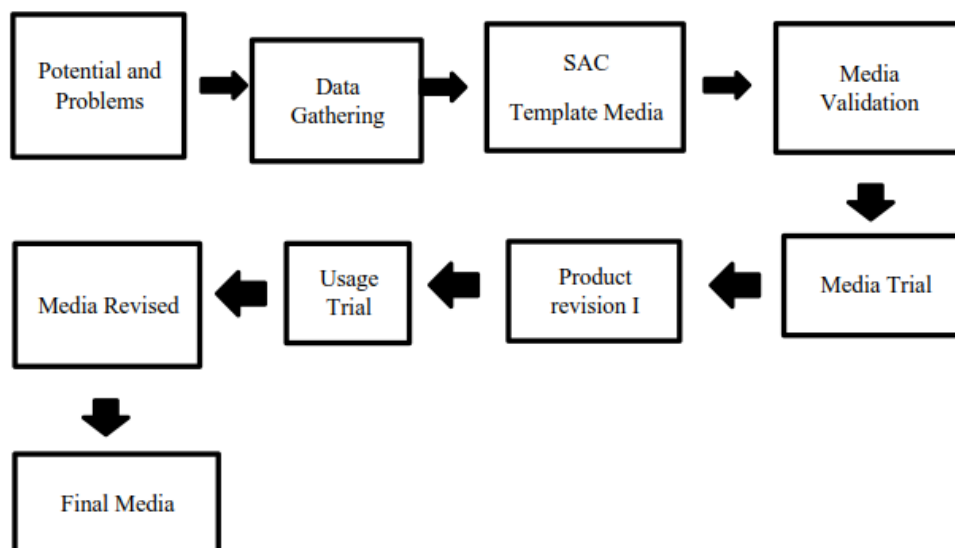 Potential and
Problems
Data
Gathering
SAC
Template Media
Media
Validation
Media Trial
Product
revision I
Usage
Trial
Media Revised
Final Media